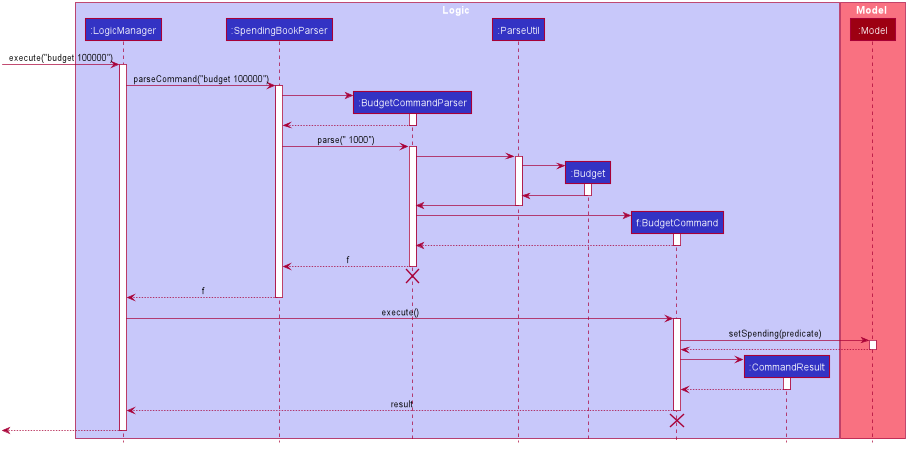 Logic
Model
:LogicManager
:SpendingBookParser
:ParseUtil
:Model
execute("budget 100000")
parseCommand("budget 100000")
:BudgetCommandParser
parse(" 1000")
:Budget
f:BudgetCommand
f
f
execute()
setSpending(predicate)
:CommandResult
result